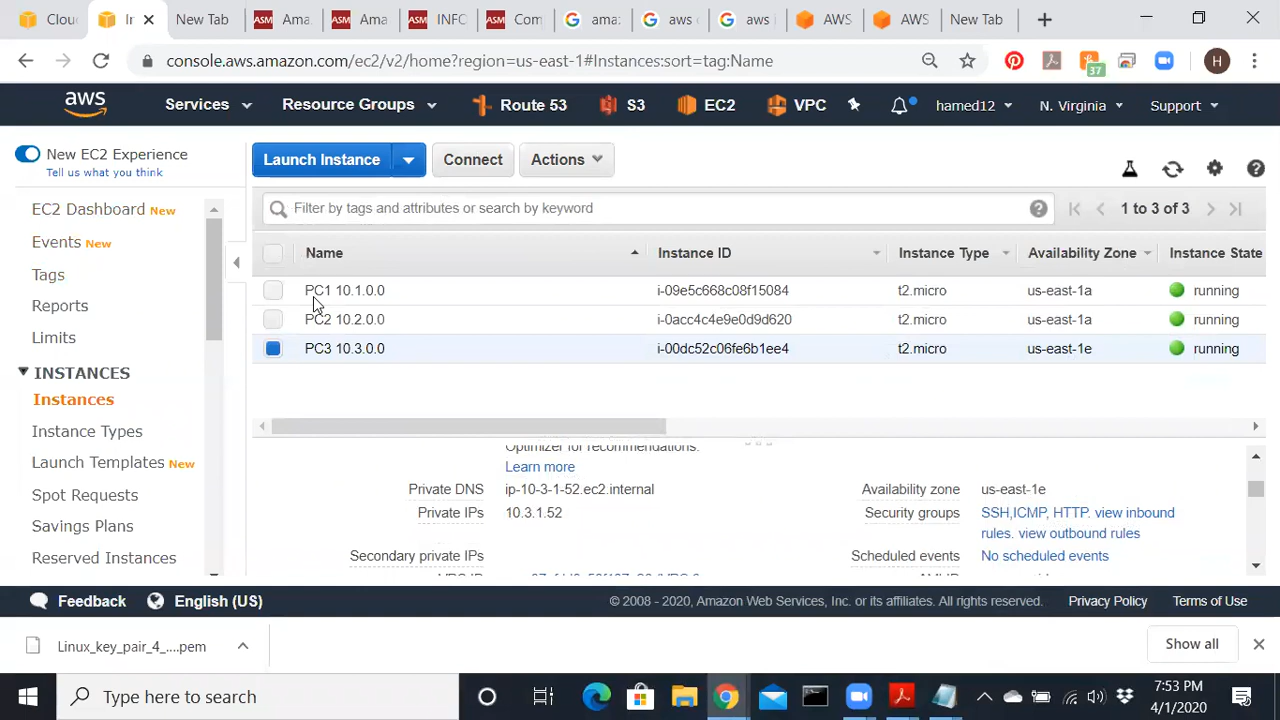 Clou
In
New Tab
ASM
Ama
ASM
Ama
ASM
INFC
ASM
Com
amaz
aws c
aws i
AWS
AWS
New Tab
console.aws.amazon.com/ec2/v2/home?region=us-east-1#Instances:sort=tag:Name
37
H
aws
Services
Resource Groups
Route 53
S3
EC2
VPC
hamed12
N. Virginia
Support
New EC2 Experience
Tell us what you think
Launch Instance
Connect
Actions
EC2 Dashboard New
Events New
Tags
Reports
Limits
INSTANCES
Instances
Instance Types
Launch Templates New
Spot Requests
Savings Plans
Reserved Instances
Filter by tags and attributes or search by keyword
1 to 3 of 3
Name
Instance ID
Instance Type
Availability Zone
Instance State
PC1 10.1.0.0
i-09e5c668c08f15084
t2.micro
us-east-1a
running
PC2 10.2.0.0
i-0acc4c4e9e0d9d620
t2.micro
us-east-1a
running
PC3 10.3.0.0
i-00dc52c06fe6b1ee4
t2.micro
us-east-1e
running
Optimizer for recommendations.
Learn more
Private DNS
ip-10-3-1-52.ec2.internal
Availability zone
us-east-1e
Private IPs
10.3.1.52
Security groups
SSH,ICMP, HTTP. view inbound
rules. view outbound rules
Secondary private IPs
Scheduled events
No scheduled events
Feedback
English (US)
© 2008 - 2020, Amazon Web Services, Inc. or its affiliates. All rights reserved.
Privacy Policy
Terms of Use
Linux_key_pair_4_....pem
Show all
Type here to search
7:53 PM
4/1/2020